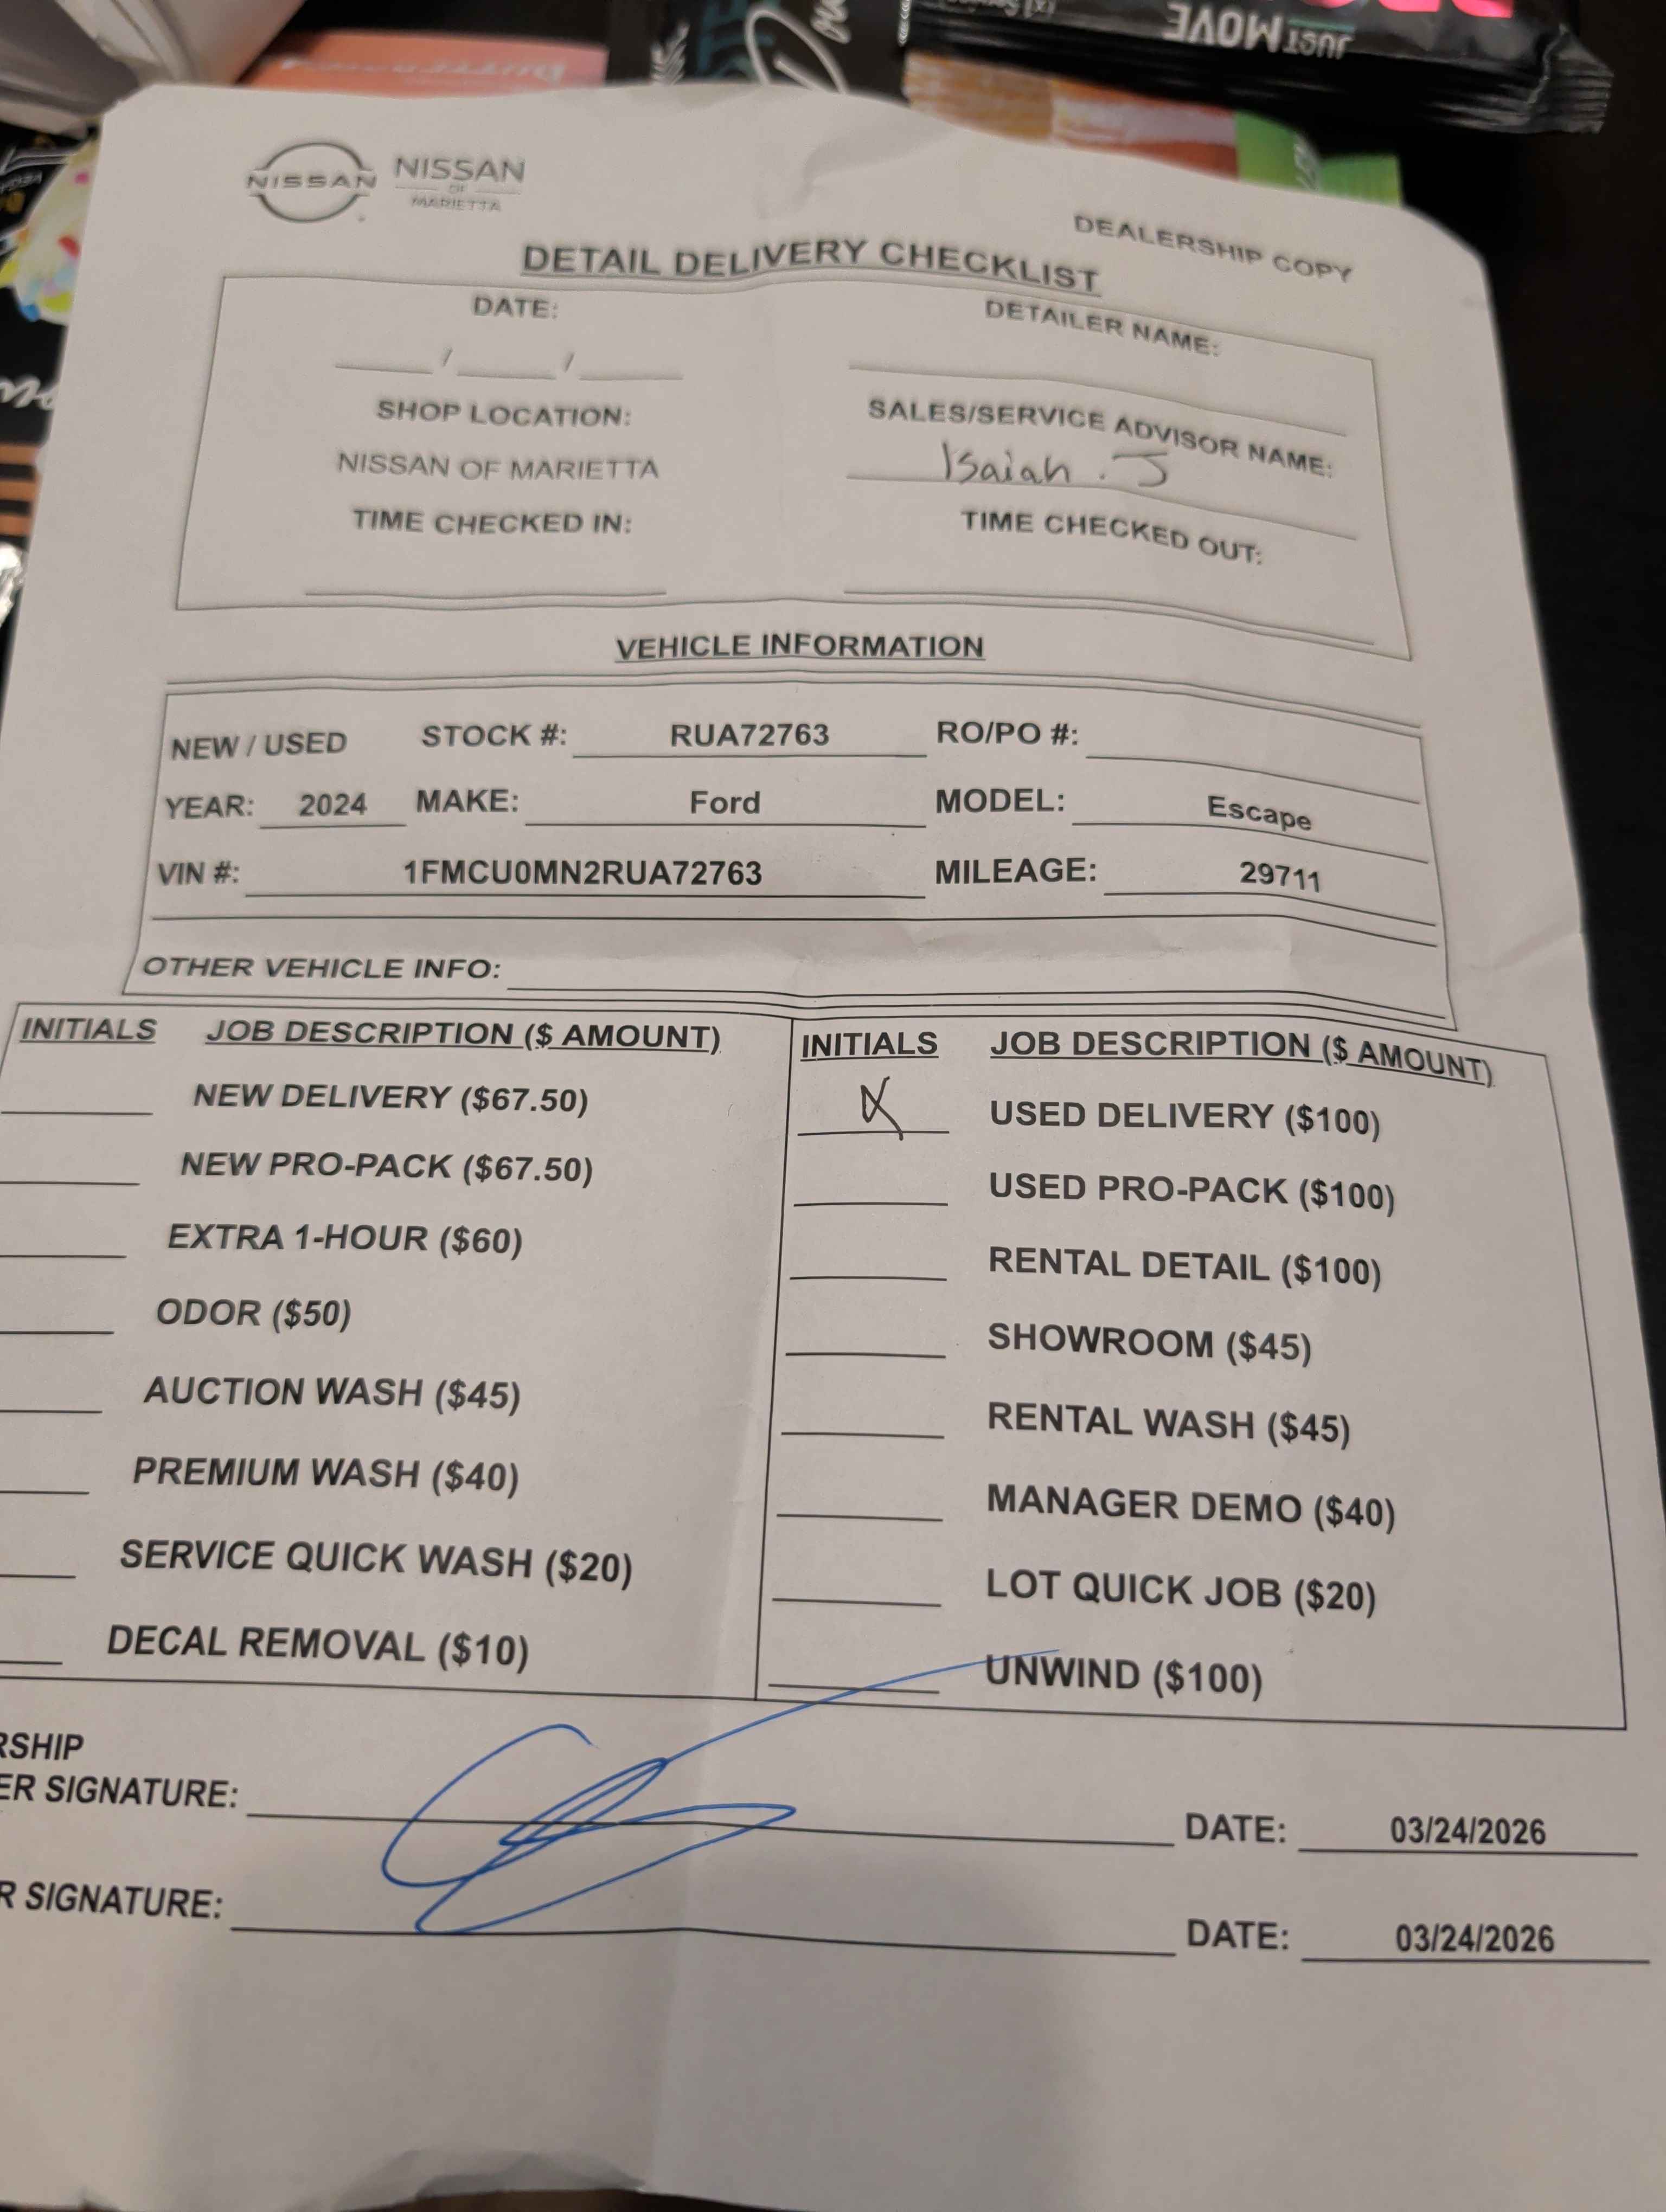 JUST MOVE
NISSAN
NISSAN
OF
MARIETTA
DEALERSHIP COPY
DETAIL DELIVERY CHECKLIST
DATE: DETAILER NAME:
/ /
SHOP LOCATION: SALES/SERVICE ADVISOR NAME:
NISSAN OF MARIETTA Isaiah . J
TIME CHECKED IN: TIME CHECKED OUT:
VEHICLE INFORMATION
NEW / USED STOCK #: RUA72763 RO/PO #:
YEAR: 2024 MAKE: Ford MODEL: Escape
VIN #: 1FMCU0MN2RUA72763 MILEAGE: 29711
OTHER VEHICLE INFO:
INITIALS JOB DESCRIPTION ($ AMOUNT)
NEW DELIVERY ($67.50)
NEW PRO-PACK ($67.50)
EXTRA 1-HOUR ($60)
ODOR ($50)
AUCTION WASH ($45)
PREMIUM WASH ($40)
SERVICE QUICK WASH ($20)
DECAL REMOVAL ($10)
INITIALS JOB DESCRIPTION ($ AMOUNT)
X USED DELIVERY ($100)
USED PRO-PACK ($100)
RENTAL DETAIL ($100)
SHOWROOM ($45)
RENTAL WASH ($45)
MANAGER DEMO ($40)
LOT QUICK JOB ($20)
UNWIND ($100)
RSHIP
ER SIGNATURE: DATE: 03/24/2026
R SIGNATURE: DATE: 03/24/2026